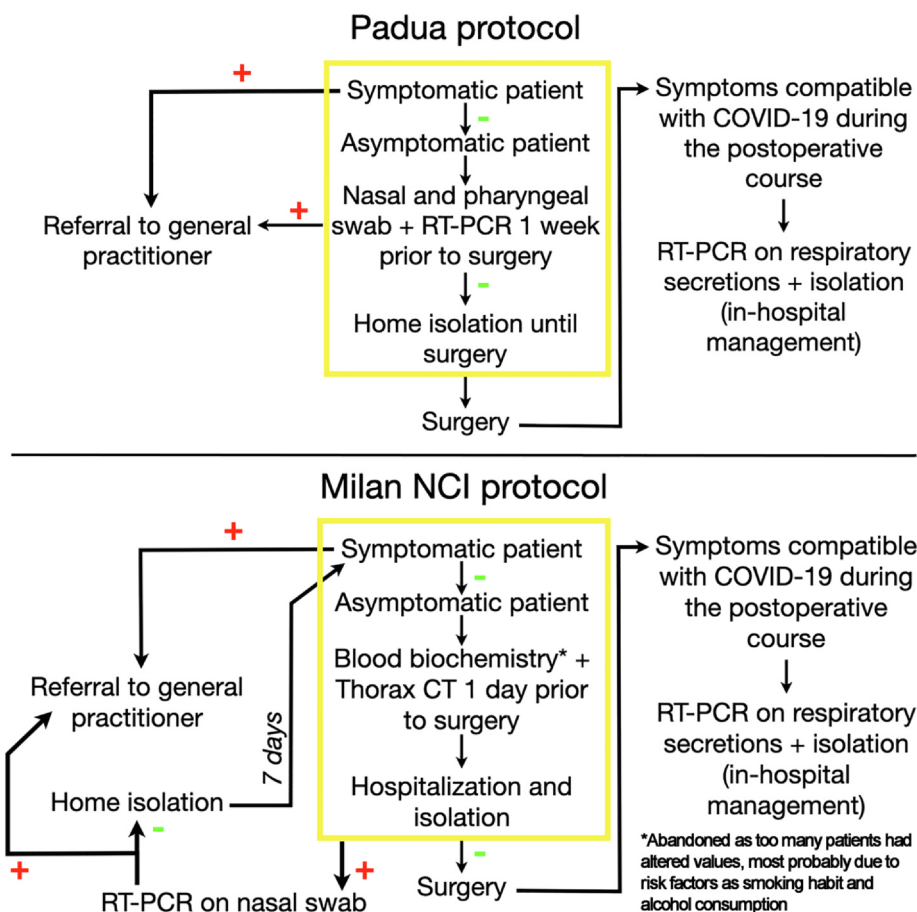 Padua protocol
+
Symptomatic patient
-
Asymptomatic patient
Nasal and pharyngeal
swab + RT-PCR 1 week
prior to surgery
+
Referral to general
practitioner
-
Home isolation until
surgery
Surgery
Symptoms compatible
with COVID-19 during
the postoperative
course
RT-PCR on respiratory
secretions + isolation
(in-hospital
management)
Milan NCI protocol
+
Symptomatic patient
-
Asymptomatic patient
Blood biochemistry* +
Thorax CT 1 day prior
to surgery
Referral to general
practitioner
7 days
Hospitalization and
isolation
Home isolation
-
+
RT-PCR on nasal swab
+
-
Surgery
Symptoms compatible
with COVID-19 during
the postoperative
course
RT-PCR on respiratory
secretions + isolation
(in-hospital
management)
*Abandoned as too many patients had
altered values, most probably due to
risk factors as smoking habit and
alcohol consumption